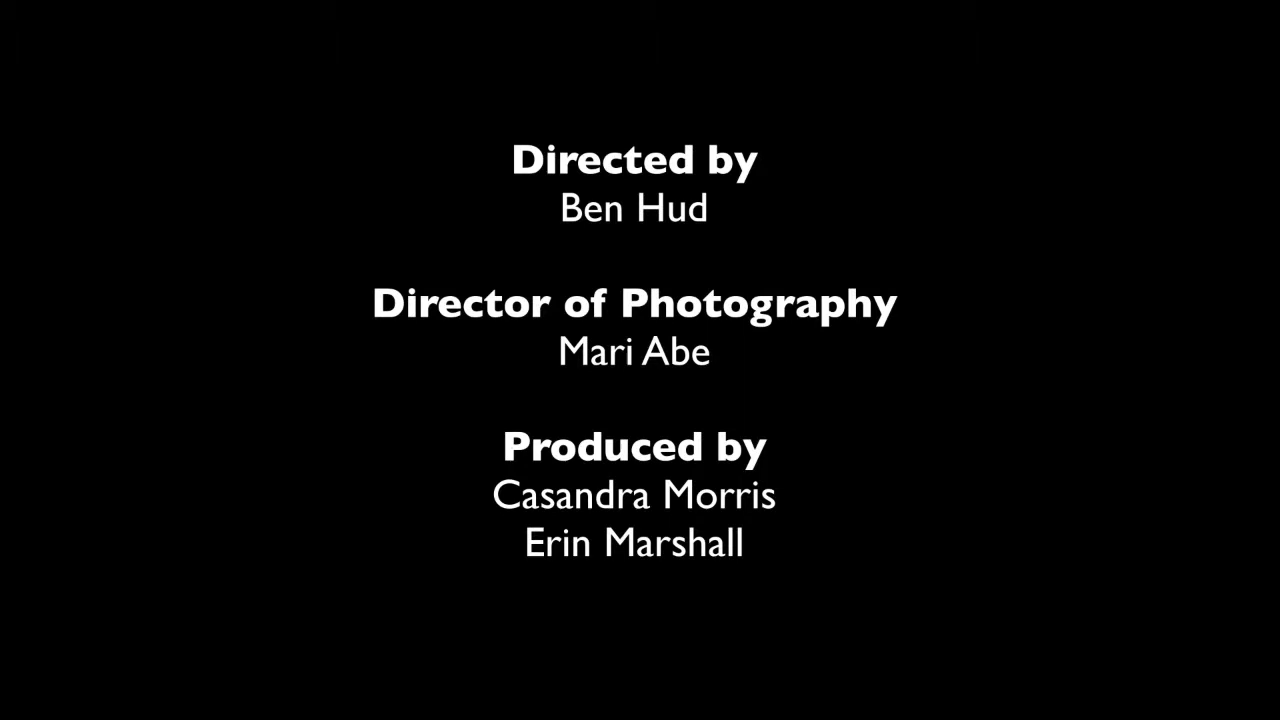 Directed by
Ben Hud
Director of Photography
Mari Abe
Produced by
Casandra Morris
Erin Marshall